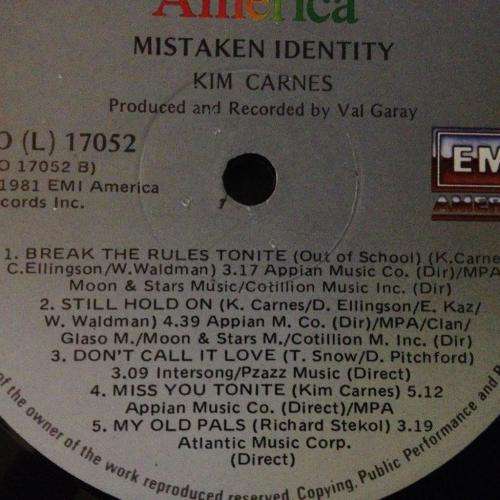 America
MISTAKEN IDENTITY
KIM CARNES
Produced and Recorded by Val Garay
O (L) 17052
O 17052 B)
1981 EMI America
ecords Inc.
1
EMI
AMERI
1. BREAK THE RULES TONITE (Out of School) (K.Carne
C.Ellingson/W.Waldman) 3.17 Appian Music Co. (Dir)/MPA
Moon & Stars Music/Cotillion Music Inc. (Dir)
2. STILL HOLD ON (K. Carnes/D. Ellingson/E. Kaz/
W. Waldman) 4.39 Appian M. Co. (Dir)/MPA/Clan/
Glaso M./Moon & Stars M./Cotillion M. Inc. (Dir)
3. DON'T CALL IT LOVE (T. Snow/D. Pitchford)
3.09 Intersong/Pzazz Music (Direct)
4. MISS YOU TONITE (Kim Carnes) 5.12
Appian Music Co. (Direct)/MPA
5. MY OLD PALS (Richard Stekol) 3.19
Atlantic Music Corp.
(Direct)
of the owner of the work reproduced reserved. Copying, Public Performance and